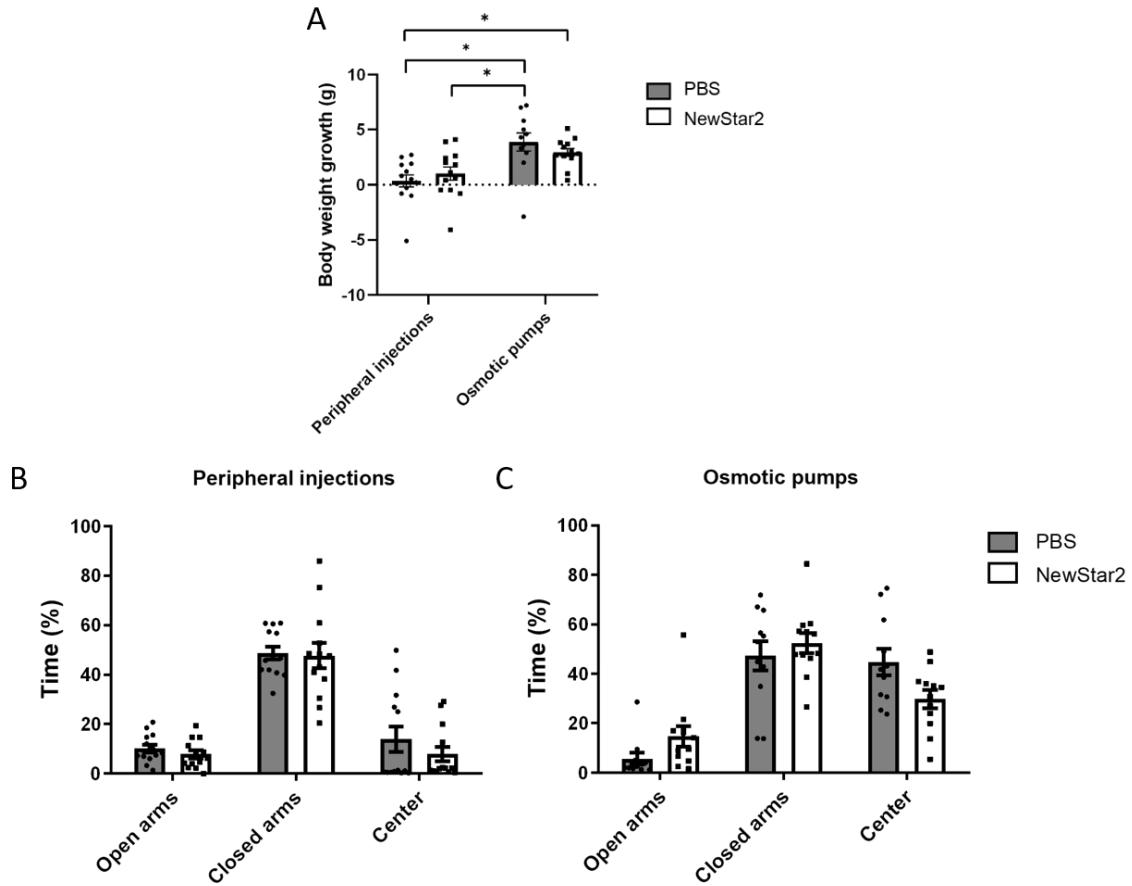 A
*
*
*
Body weight growth (g)
10
5
0
-5
-10
Peripheral injections
Osmotic pumps
PBS
NewStar2
B
Peripheral injections
Time (%)
100
80
60
40
20
0
Open arms
Closed arms
Center
C
Osmotic pumps
Time (%)
100
80
60
40
20
0
Open arms
Closed arms
Center
PBS
NewStar2